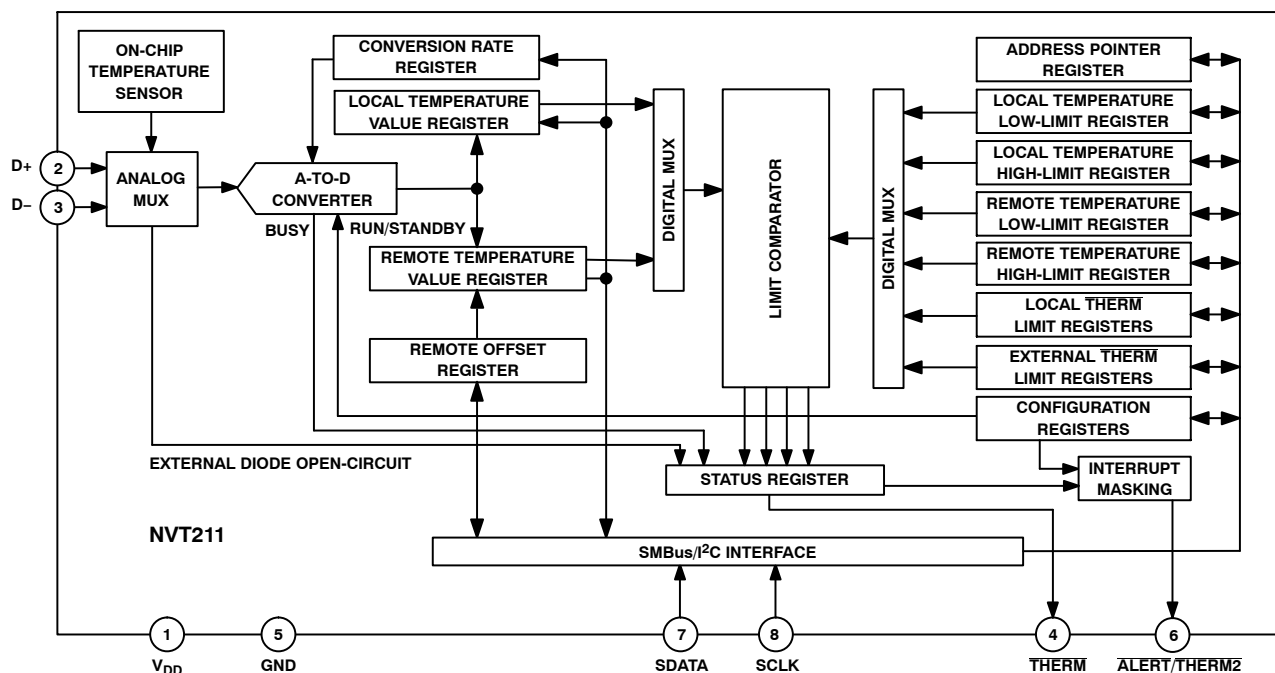 ON-CHIP
TEMPERATURE
SENSOR
CONVERSION RATE
REGISTER
ADDRESS POINTER
REGISTER
LOCAL TEMPERATURE
VALUE REGISTER
LOCAL TEMPERATURE
LOW-LIMIT REGISTER
D+
2
D–
3
ANALOG
MUX
A-TO-D
CONVERTER
BUSY
RUN/STANDBY
DIGITAL MUX
LIMIT COMPARATOR
DIGITAL MUX
LOCAL TEMPERATURE
HIGH-LIMIT REGISTER
REMOTE TEMPERATURE
LOW-LIMIT REGISTER
REMOTE TEMPERATURE
VALUE REGISTER
REMOTE TEMPERATURE
HIGH-LIMIT REGISTER
LOCAL THERM
LIMIT REGISTERS
REMOTE OFFSET
REGISTER
EXTERNAL THERM
LIMIT REGISTERS
CONFIGURATION
REGISTERS
EXTERNAL DIODE OPEN-CIRCUIT
STATUS REGISTER
INTERRUPT
MASKING
NVT211
SMBus/I²C INTERFACE
1
5
7
8
4
6
VDD
GND
SDATA
SCLK
THERM
ALERT/THERM2